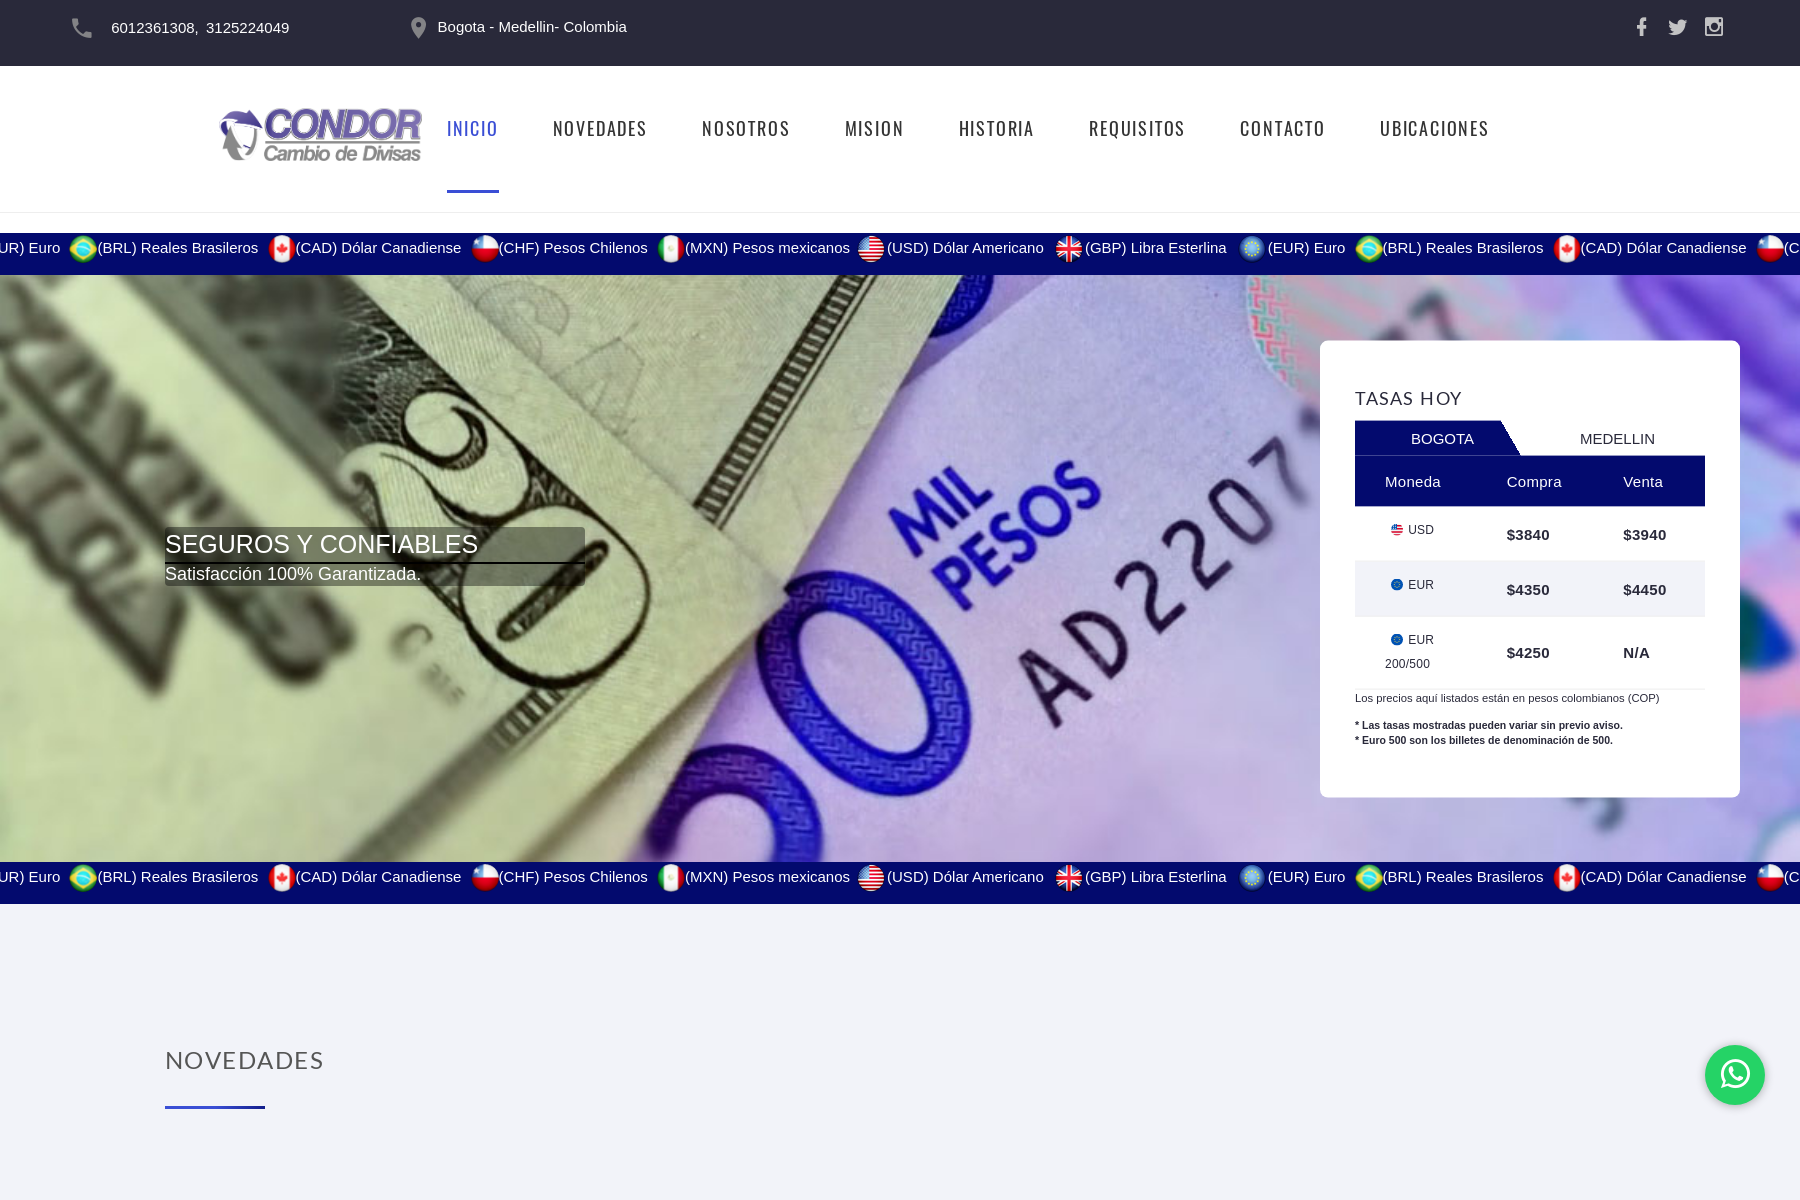 6012361308, 3125224049
Bogota - Medellin- Colombia
CONDOR
Cambio de Divisas
INICIO
NOVEDADES
NOSOTROS
MISION
HISTORIA
REQUISITOS
CONTACTO
UBICACIONES
UR) Euro (BRL) Reales Brasileros (CAD) Dólar Canadiense (CHF) Pesos Chilenos (MXN) Pesos mexicanos (USD) Dólar Americano (GBP) Libra Esterlina (EUR) Euro (BRL) Reales Brasileros (CAD) Dólar Canadiense (C
MIL
PESOS
AD2207
SEGUROS Y CONFIABLES
Satisfacción 100% Garantizada.
TASAS HOY
BOGOTA MEDELLIN
Moneda Compra Venta
USD $3840 $3940
EUR $4350 $4450
EUR
200/500 $4250 N/A
Los precios aquí listados están en pesos colombianos (COP)
* Las tasas mostradas pueden variar sin previo aviso.
* Euro 500 son los billetes de denominación de 500.
UR) Euro (BRL) Reales Brasileros (CAD) Dólar Canadiense (CHF) Pesos Chilenos (MXN) Pesos mexicanos (USD) Dólar Americano (GBP) Libra Esterlina (EUR) Euro (BRL) Reales Brasileros (CAD) Dólar Canadiense (C
NOVEDADES